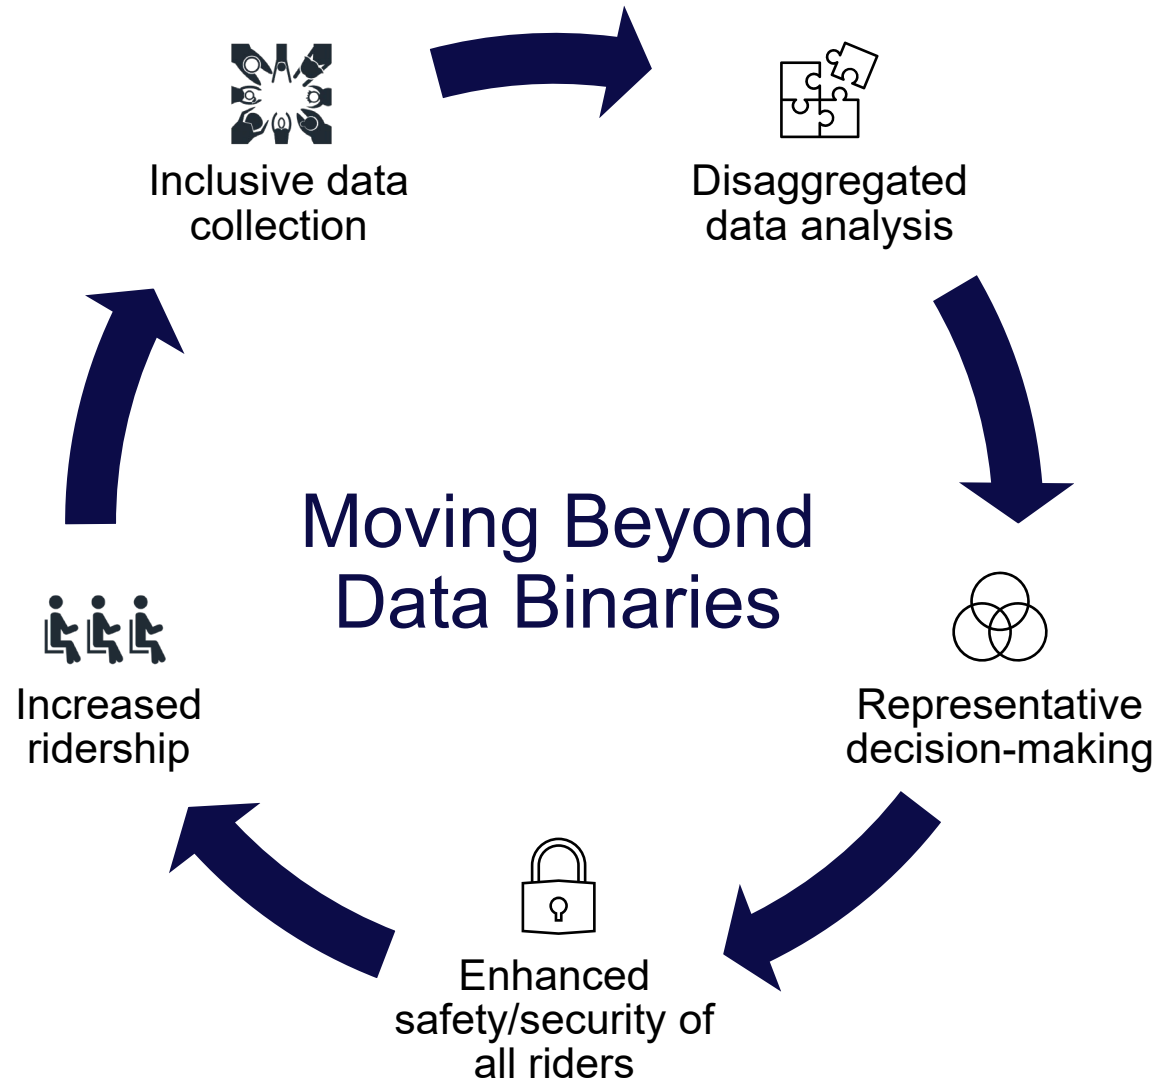 Inclusive data
collection
Disaggregated
data analysis
Moving Beyond
Data Binaries
Representative
decision-making
Enhanced
safety/security of
all riders
Increased
ridership